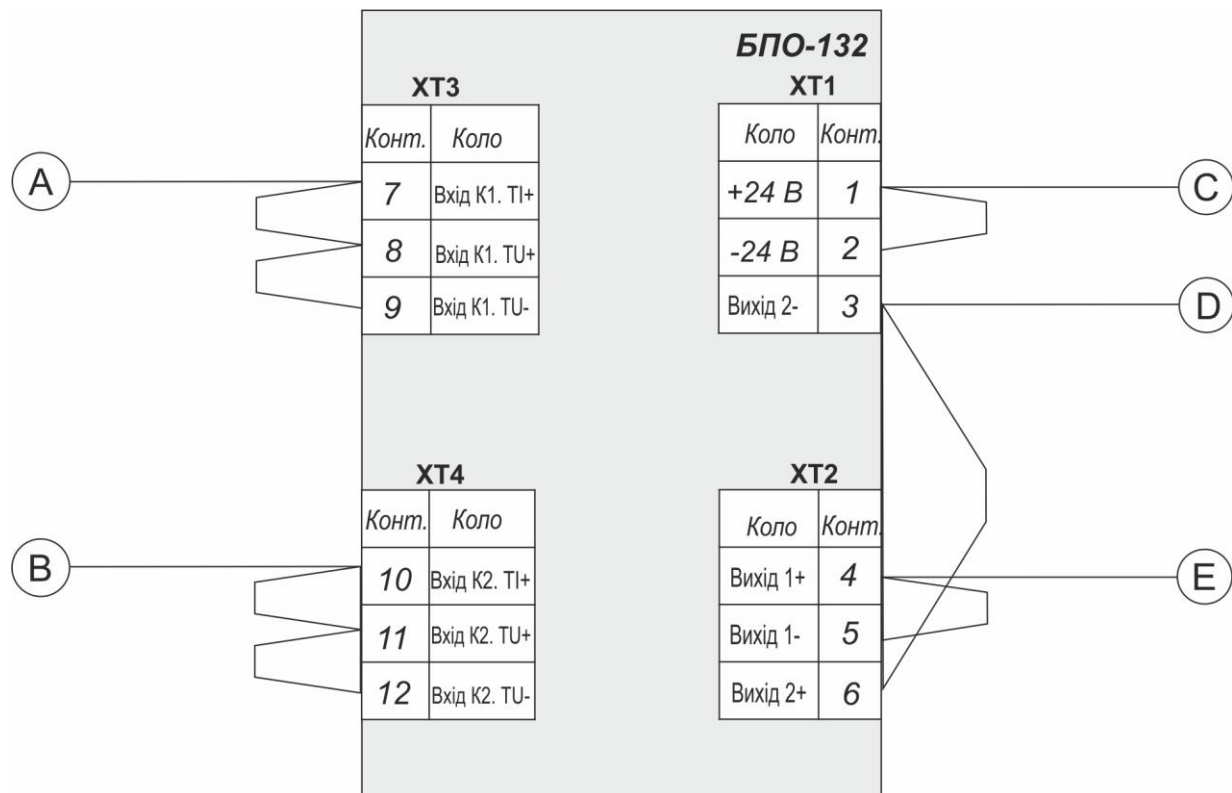 БПО-132
XT3
Конт. Коло
7 Вхід К1. TI+
8 Вхід К1. TU+
9 Вхід К1. TU-
XT1
Коло Конт.
+24 В 1
-24 В 2
Вихід 2- 3
A
C
D
XT4
Конт. Коло
10 Вхід К2. TI+
11 Вхід К2. TU+
12 Вхід К2. TU-
XT2
Коло Конт.
Вихід 1+ 4
Вихід 1- 5
Вихід 2+ 6
B
E